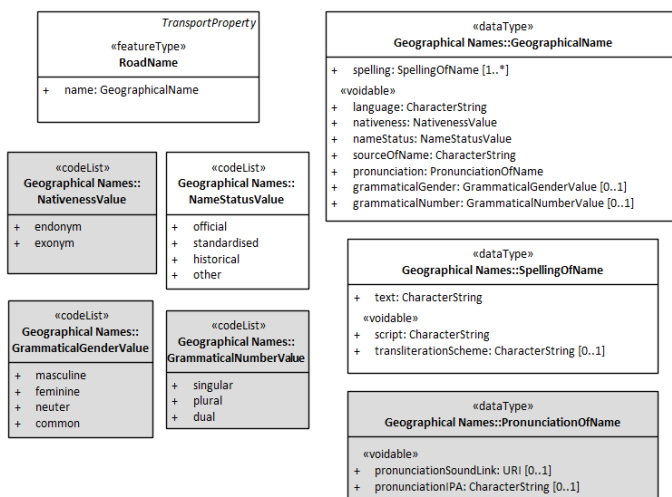 TransportProperty
«featureType»
RoadName
+ name: GeographicalName
«dataType»
Geographical Names::GeographicalName
+ spelling: SpellingOfName [1..*]
«voidable»
+ language: CharacterString
+ nativeness: NativenessValue
+ nameStatus: NameStatusValue
+ sourceOfName: CharacterString
+ pronunciation: PronunciationOfName
+ grammaticalGender: GrammaticalGenderValue [0..1]
+ grammaticalNumber: GrammaticalNumberValue [0..1]
«codeList»
Geographical Names::
NativenessValue
+ endonym
+ exonym
«codeList»
Geographical Names::
NameStatusValue
+ official
+ standardised
+ historical
+ other
«dataType»
Geographical Names::SpellingOfName
+ text: CharacterString
«voidable»
+ script: CharacterString
+ transliterationScheme: CharacterString [0..1]
«codeList»
Geographical Names::
GrammaticalGenderValue
+ masculine
+ feminine
+ neuter
+ common
«codeList»
Geographical Names::
GrammaticalNumberValue
+ singular
+ plural
+ dual
«dataType»
Geographical Names::PronunciationOfName
«voidable»
+ pronunciationSoundLink: URI [0..1]
+ pronunciationIPA: CharacterString [0..1]